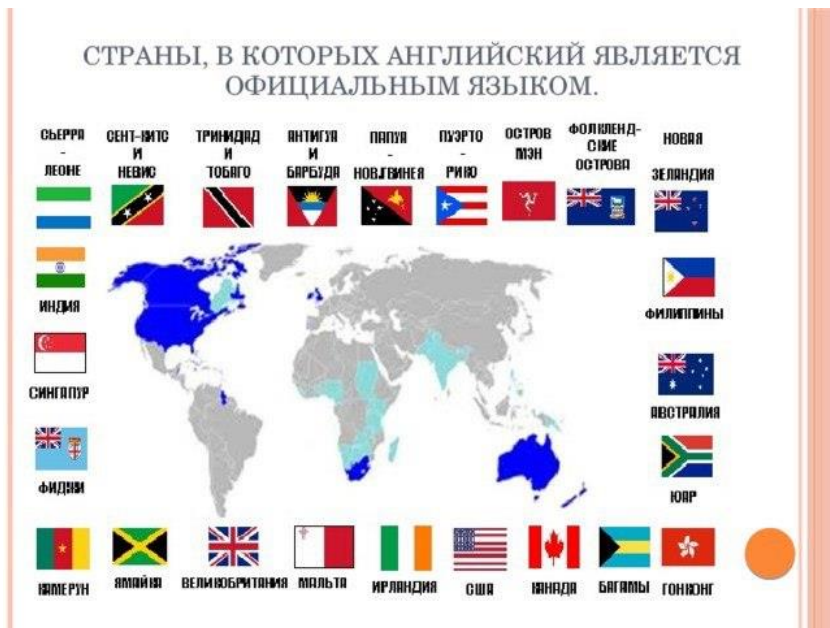 СТРАНЫ, В КОТОРЫХ АНГЛИЙСКИЙ ЯВЛЯЕТСЯ
ОФИЦИАЛЬНЫМ ЯЗЫКОМ.
СЬЕРРА
-
ЛЕОНЕ
СЕНТ-КИТС
И
НЕВИС
ТРИНИДАД
И
ТОБАГО
АНТИГУА
И
БАРБУДА
ПАПУА
-
НОВ.ГВИНЕЯ
ПУЭРТО
-
РИКО
ОСТРОВ
МЭН
ФОЛКЛЕНД-
СКИЕ
ОСТРОВА
НОВАЯ
ЗЕЛАНДИЯ
ИНДИЯ
ФИЛИППИНЫ
СИНГАПУР
АВСТРАЛИЯ
ФИДЖИ
ЮАР
КАМЕРУН
ЯМАЙКА
ВЕЛИКОБРИТАНИЯ
МАЛЬТА
ИРЛАНДИЯ
США
КАНАДА
БАГАМЫ
ГОНКОНГ